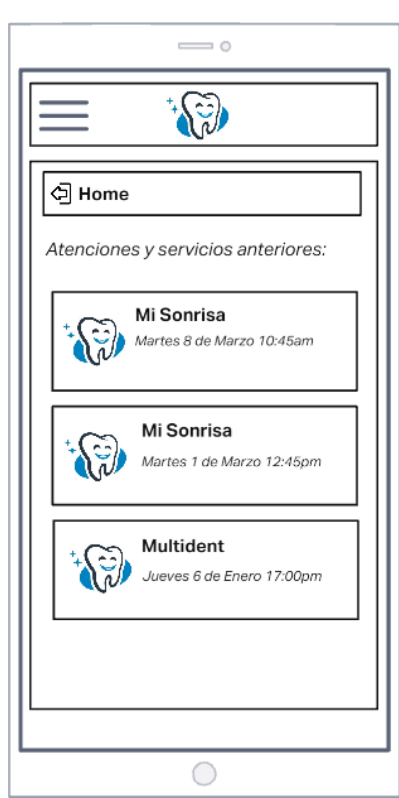 Home
Atenciones y servicios anteriores:
Mi Sonrisa
Martes 8 de Marzo 10:45am
Mi Sonrisa
Martes 1 de Marzo 12:45pm
Multident
Jueves 6 de Enero 17:00pm